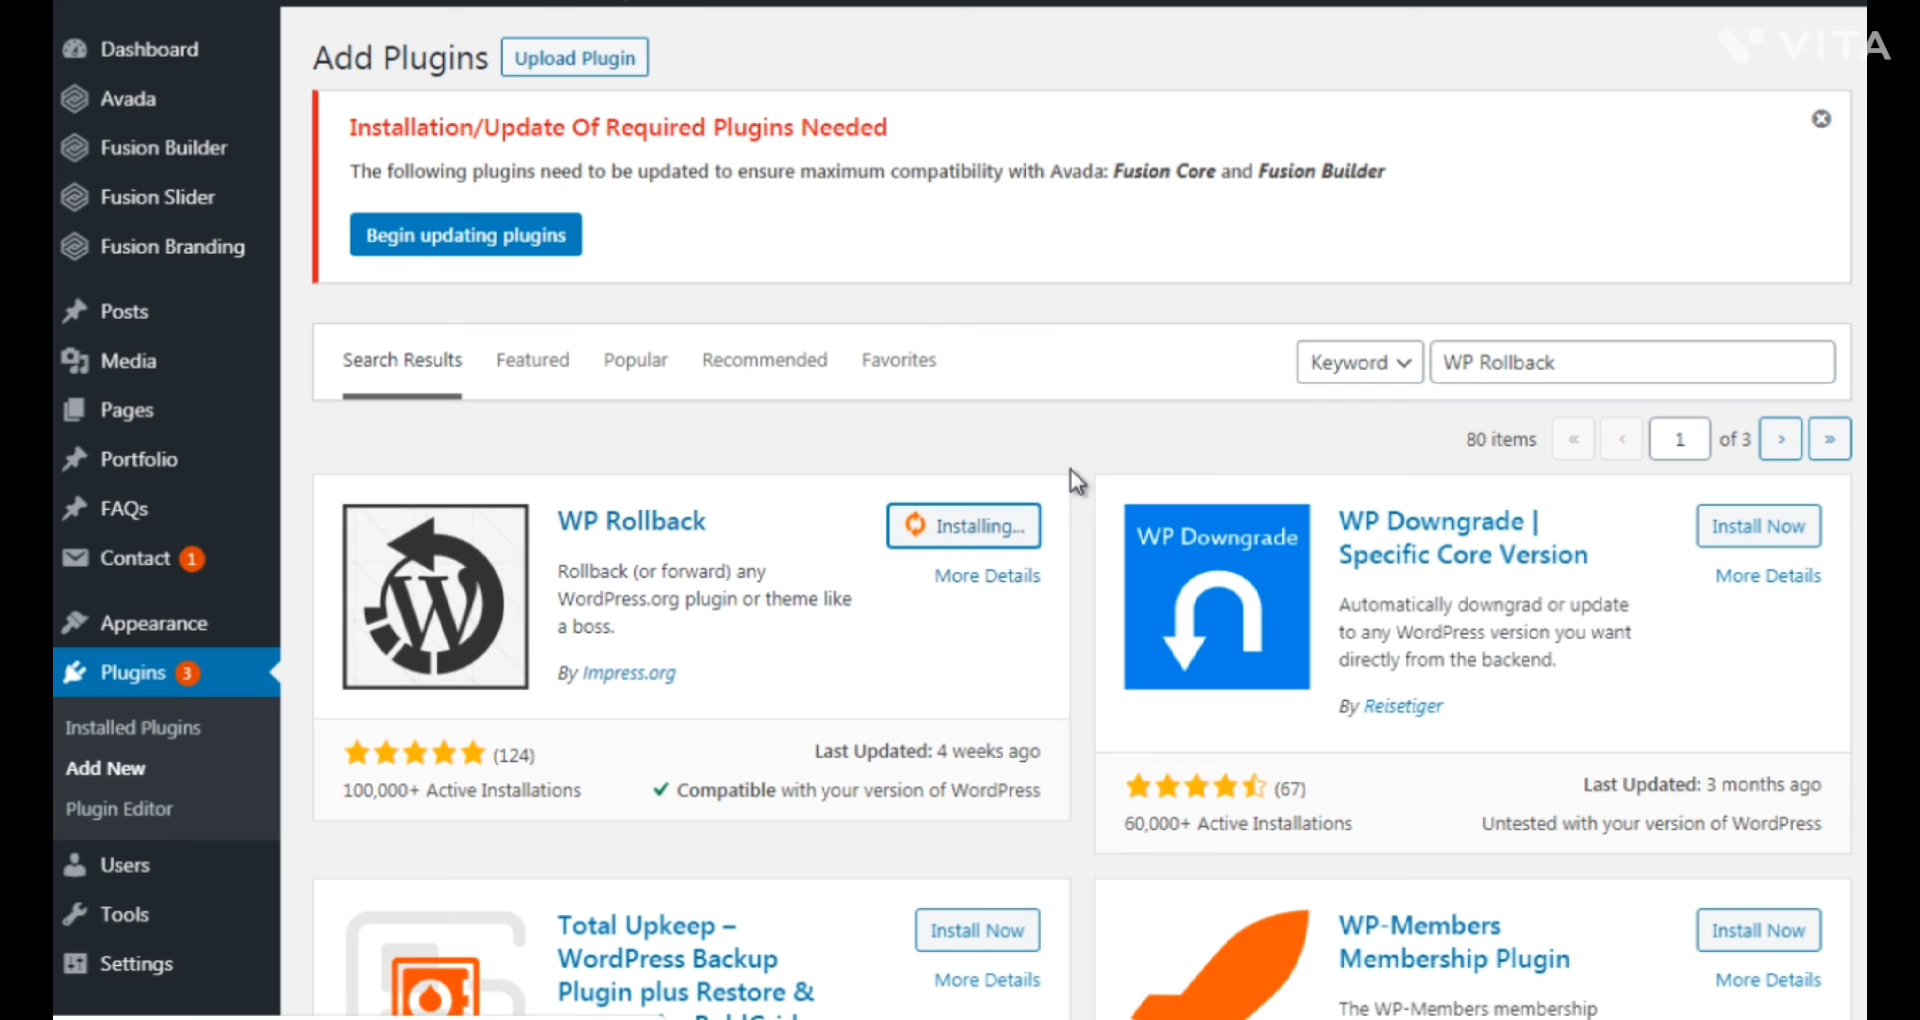 VITA
Dashboard
Avada
Fusion Builder
Fusion Slider
Fusion Branding
Posts
Media
Pages
Portfolio
FAQs
Contact 1
Appearance
Plugins 3
Installed Plugins
Add New
Plugin Editor
Users
Tools
Settings
Add Plugins
Upload Plugin
Installation/Update Of Required Plugins Needed
The following plugins need to be updated to ensure maximum compatibility with Avada: Fusion Core and Fusion Builder
Begin updating plugins
Search Results Featured Popular Recommended Favorites
Keyword
WP Rollback
80 items « ‹ 1 of 3 › »
WP Rollback
Installing...
More Details
Rollback (or forward) any
WordPress.org plugin or theme like
a boss.
By Impress.org
(124)
Last Updated: 4 weeks ago
100,000+ Active Installations
Compatible with your version of WordPress
WP Downgrade
WP Downgrade |
Specific Core Version
Install Now
More Details
Automatically downgrad or update
to any WordPress version you want
directly from the backend.
By Reisetiger
(67)
Last Updated: 3 months ago
60,000+ Active Installations
Untested with your version of WordPress
Total Upkeep –
WordPress Backup
Plugin plus Restore &
Install Now
More Details
WP-Members
Membership Plugin
Install Now
More Details
The WP-Members membership